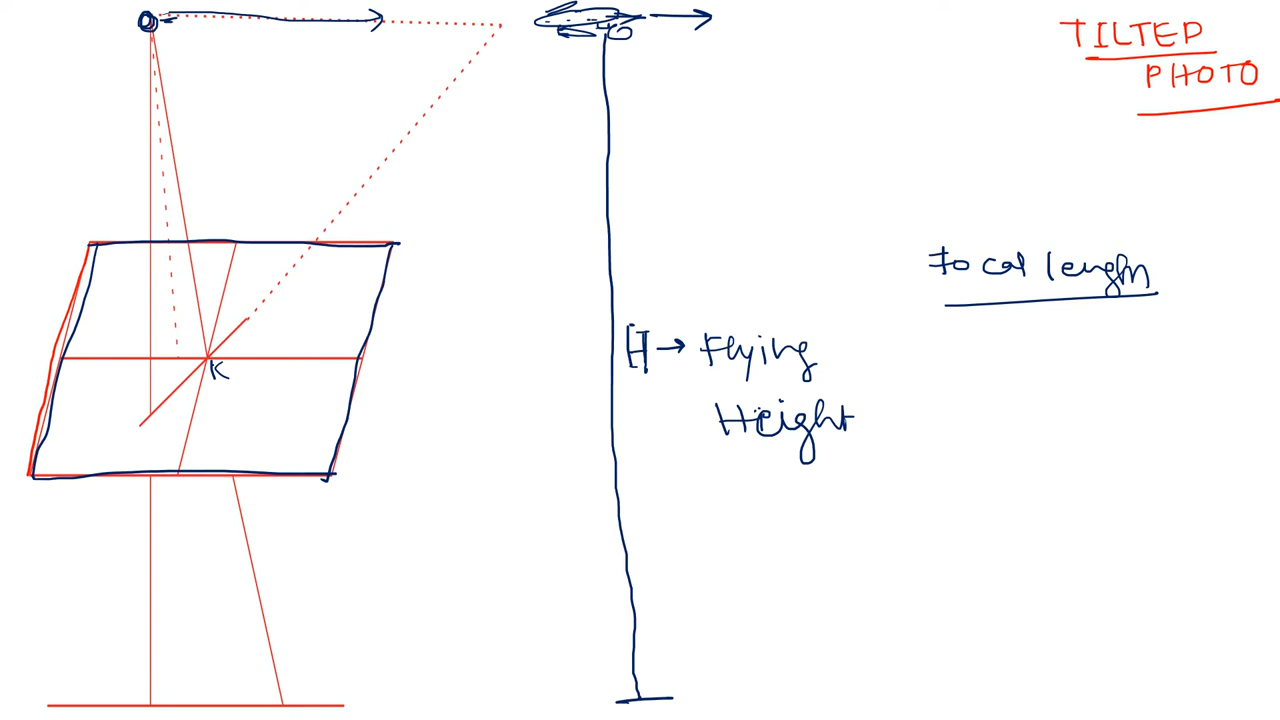 TILTED
PHOTO
Focal length
H → Flying
Height
K